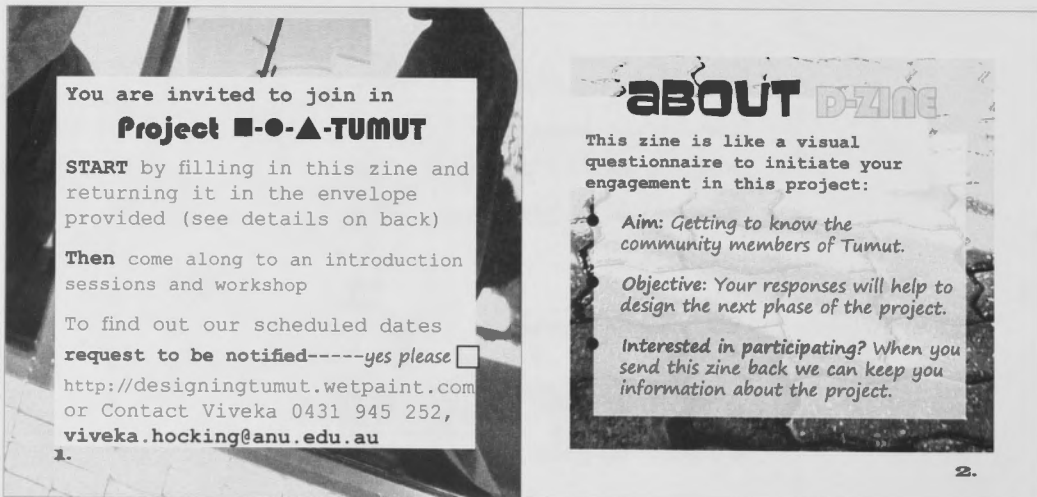 You are invited to join in
Project ■-●-▲-TUMUT
START by filling in this zine and
returning it in the envelope
provided (see details on back)
Then come along to an introduction
sessions and workshop
To find out our scheduled dates
request to be notified-----yes please
http://designingtumut.wetpaint.com
or Contact Viveka 0431 945 252,
viveka.hocking@anu.edu.au
1.
ABOUT D-ZINE
This zine is like a visual
questionnaire to initiate your
engagement in this project:
Aim: Getting to know the
community members of Tumut.
Objective: Your responses will help to
design the next phase of the project.
Interested in participating? When you
send this zine back we can keep you
information about the project.
2.